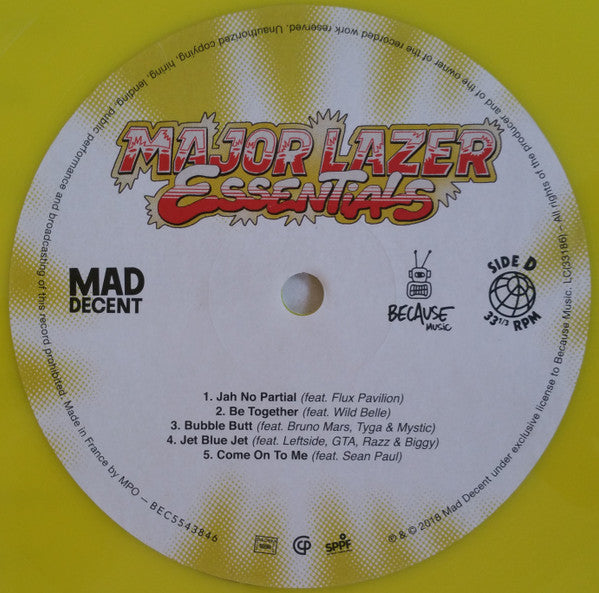 MAJOR LAZER
ESSENTIALS
MAD
DECENT
BECAUSE
MUSIC
SIDE D
33 1/3 RPM
1. Jah No Partial (feat. Flux Pavilion)
2. Be Together (feat. Wild Belle)
3. Bubble Butt (feat. Bruno Mars, Tyga & Mystic)
4. Jet Blue Jet (feat. Leftside, GTA, Razz & Biggy)
5. Come On To Me (feat. Sean Paul)
SPPF
℗ & © 2018 Mad Decent under exclusive license to Because Music. LC(33186) – All rights of the producer and of the owner of the recorded work reserved. Unauthorized copying, hiring, lending, public performance and broadcasting of this record prohibited. Made in France by MPO – BEC5543846